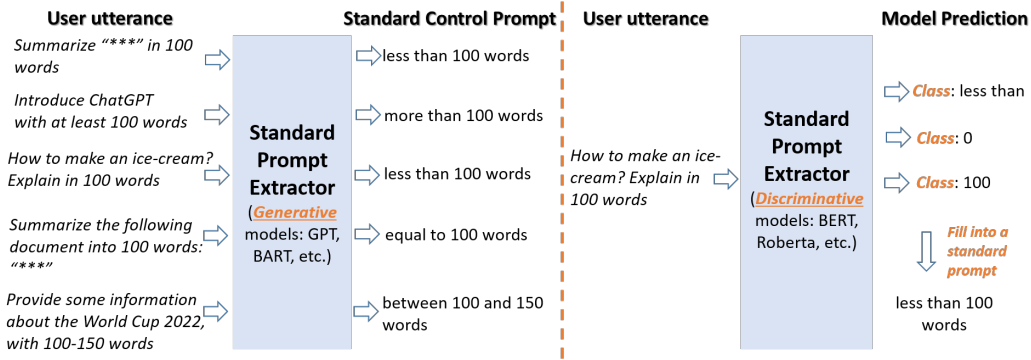 User utterance
Standard Control Prompt
Summarize “***” in 100
words
less than 100 words
Introduce ChatGPT
with at least 100 words
more than 100 words
How to make an ice-cream?
Explain in 100 words
less than 100 words
Summarize the following
document into 100 words:
“***”
equal to 100 words
Provide some information
about the World Cup 2022,
with 100-150 words
between 100 and 150
words
Standard
Prompt
Extractor
(Generative
models: GPT,
BART, etc.)
User utterance
Model Prediction
How to make an ice-
cream? Explain in
100 words
Standard
Prompt
Extractor
(Discriminative
models: BERT,
Roberta, etc.)
Class: less than
Class: 0
Class: 100
Fill into a
standard
prompt
less than 100
words